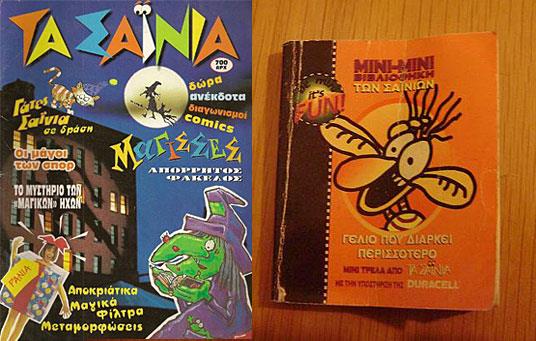 ΤΑ ΣΑΪΝΙΑ
700
ΔΡΧ
δώρα
ανέκδοτα
διαγωνισμοί
comics
Γάτες
Σαΐνια
σε δράση
Μάγισσες
ΑΠΟΡΡΗΤΟΣ
ΦΑΚΕΛΟΣ
Οι μάγοι
των σπορ
ΤΟ ΜΥΣΤΗΡΙΟ ΤΩΝ
"ΜΑΓΙΚΩΝ" ΗΧΩΝ
ΡΑΝΙΑ
Αποκριάτικα
Μαγικά
Φίλτρα
Μεταμορφώσεις
MINI-MINI
ΒΙΒΛΙΟΘΗΚΗ
ΤΩΝ ΣΑΪΝΙΩΝ
it's
FUN!
ΓΕΛΙΟ ΠΟΥ ΔΙΑΡΚΕΙ
ΠΕΡΙΣΣΟΤΕΡΟ
ΜΙΝΙ ΤΡΕΛΑ ΑΠΟ ΤΑ ΣΑΪΝΙΑ
ΜΕ ΤΗΝ ΥΠΟΣΤΗΡΙΞΗ ΤΗΣ DURACELL